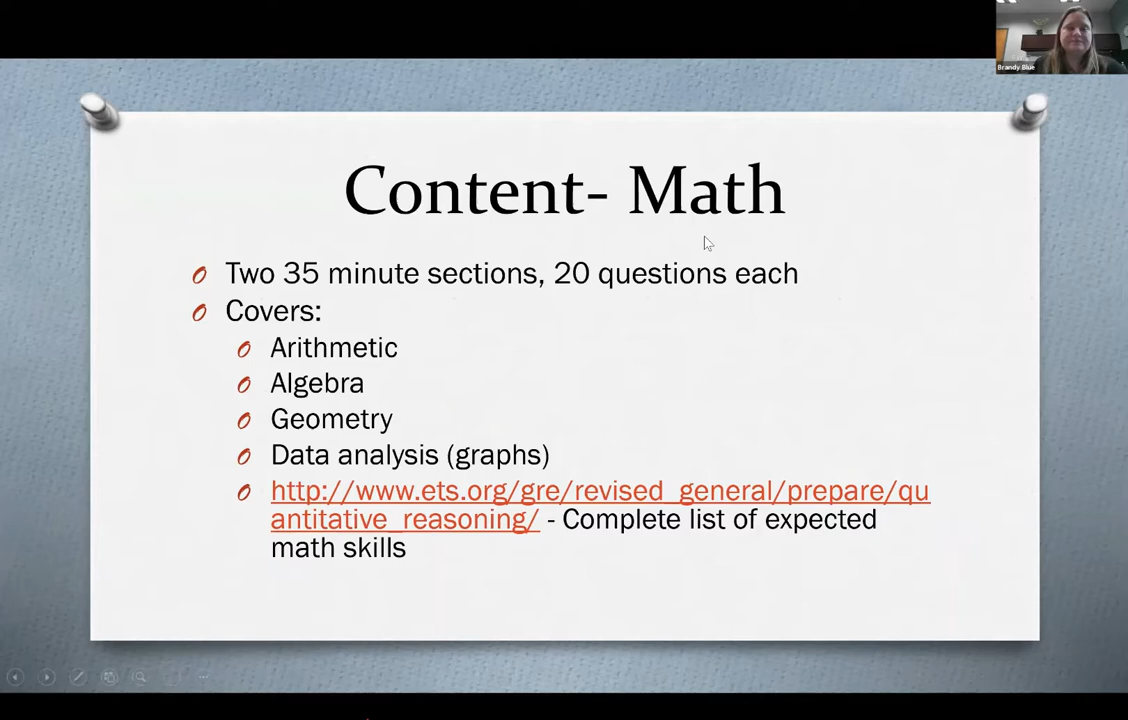 Brandy Blue
Content- Math
Two 35 minute sections, 20 questions each
Covers:
Arithmetic
Algebra
Geometry
Data analysis (graphs)
http://www.ets.org/gre/revised_general/prepare/qu
antitative_reasoning/ - Complete list of expected
math skills